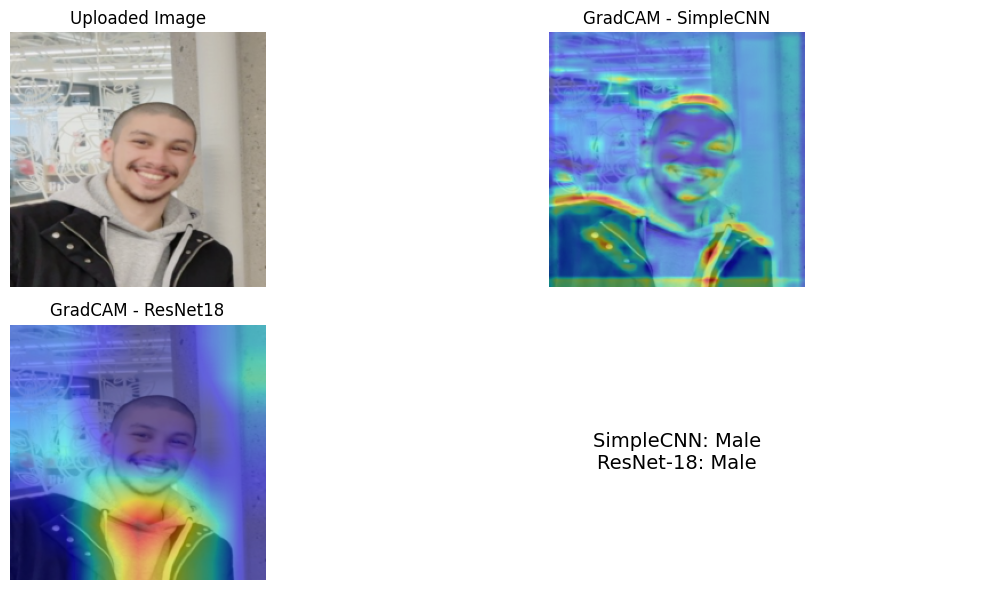 Uploaded Image
GradCAM - SimpleCNN
GradCAM - ResNet18
SimpleCNN: Male
ResNet-18: Male